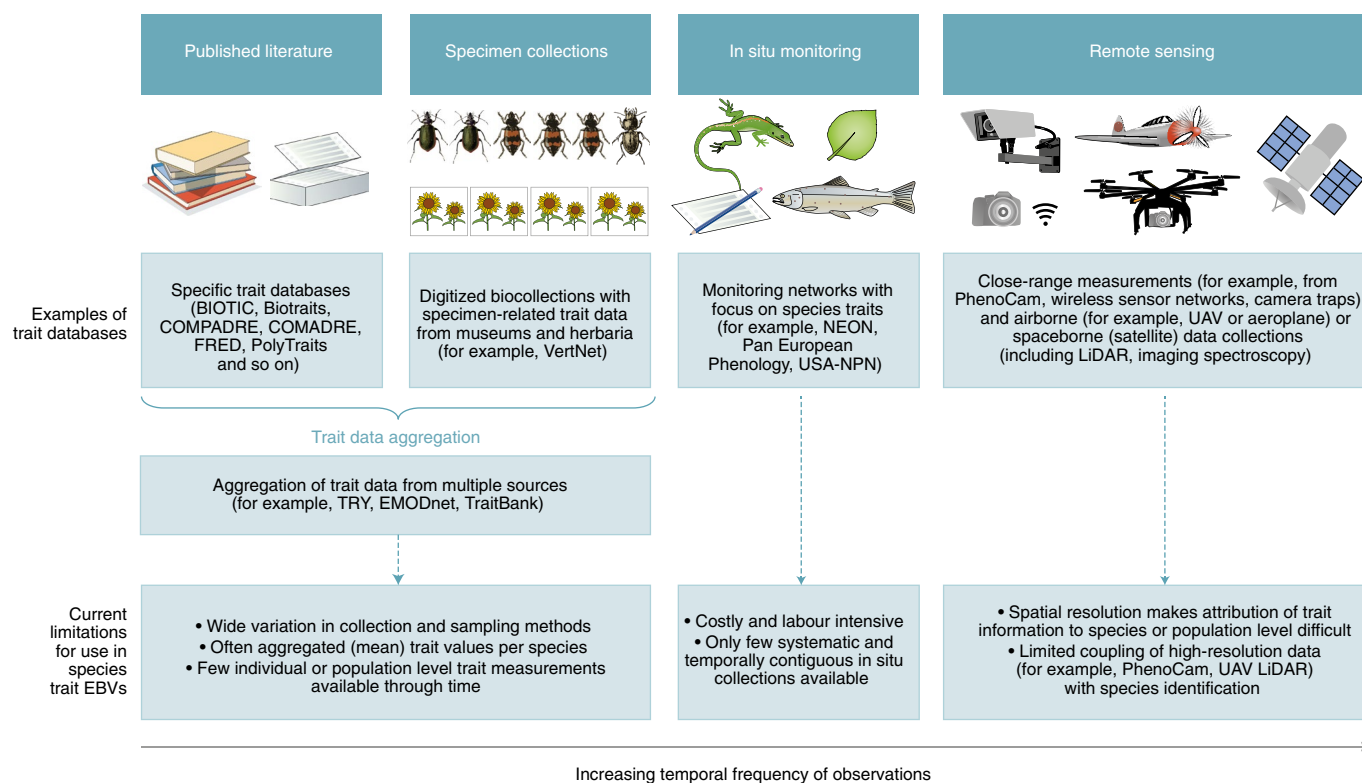 Published literature
Specimen collections
In situ monitoring
Remote sensing
Examples of
trait databases
Specific trait databases
(BIOTIC, Biotraits,
COMPADRE, COMADRE,
FRED, PolyTraits
and so on)
Digitized biocollections with
specimen-related trait data
from museums and herbaria
(for example, VertNet)
Monitoring networks with
focus on species traits
(for example, NEON,
Pan European
Phenology, USA-NPN)
Close-range measurements (for example, from
PhenoCam, wireless sensor networks, camera traps)
and airborne (for example, UAV or aeroplane) or
spaceborne (satellite) data collections
(including LiDAR, imaging spectroscopy)
Trait data aggregation
Aggregation of trait data from multiple sources
(for example, TRY, EMODnet, TraitBank)
Current
limitations
for use in
species
trait EBVs
• Wide variation in collection and sampling methods
• Often aggregated (mean) trait values per species
• Few individual or population level trait measurements
available through time
• Costly and labour intensive
• Only few systematic and
temporally contiguous in situ
collections available
• Spatial resolution makes attribution of trait
information to species or population level difficult
• Limited coupling of high-resolution data
(for example, PhenoCam, UAV LiDAR)
with species identification
Increasing temporal frequency of observations